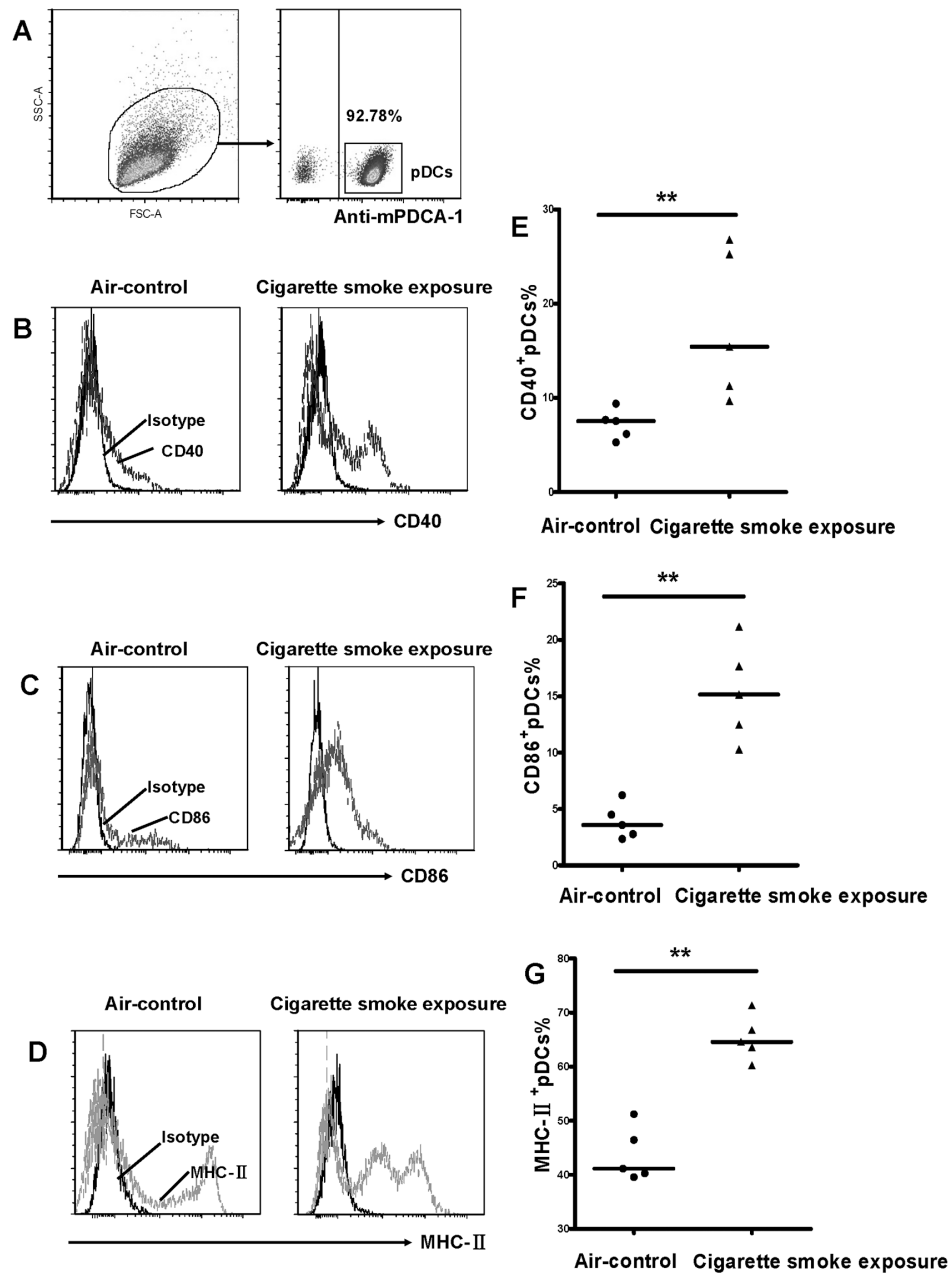 A
SSC-A
FSC-A
92.78%
pDCs
Anti-mPDCA-1
B
Air-control
Cigarette smoke exposure
Isotype
CD40
CD40
C
Air-control
Cigarette smoke exposure
Isotype
CD86
CD86
D
Air-control
Cigarette smoke exposure
Isotype
MHC-Ⅱ
MHC-Ⅱ
E
**
CD40+pDCs%
30
20
10
0
Air-control Cigarette smoke exposure
F
**
CD86+pDCs%
25
20
15
10
5
0
Air-control Cigarette smoke exposure
G
**
MHC-Ⅱ +pDCs%
80
70
60
50
40
30
Air-control Cigarette smoke exposure